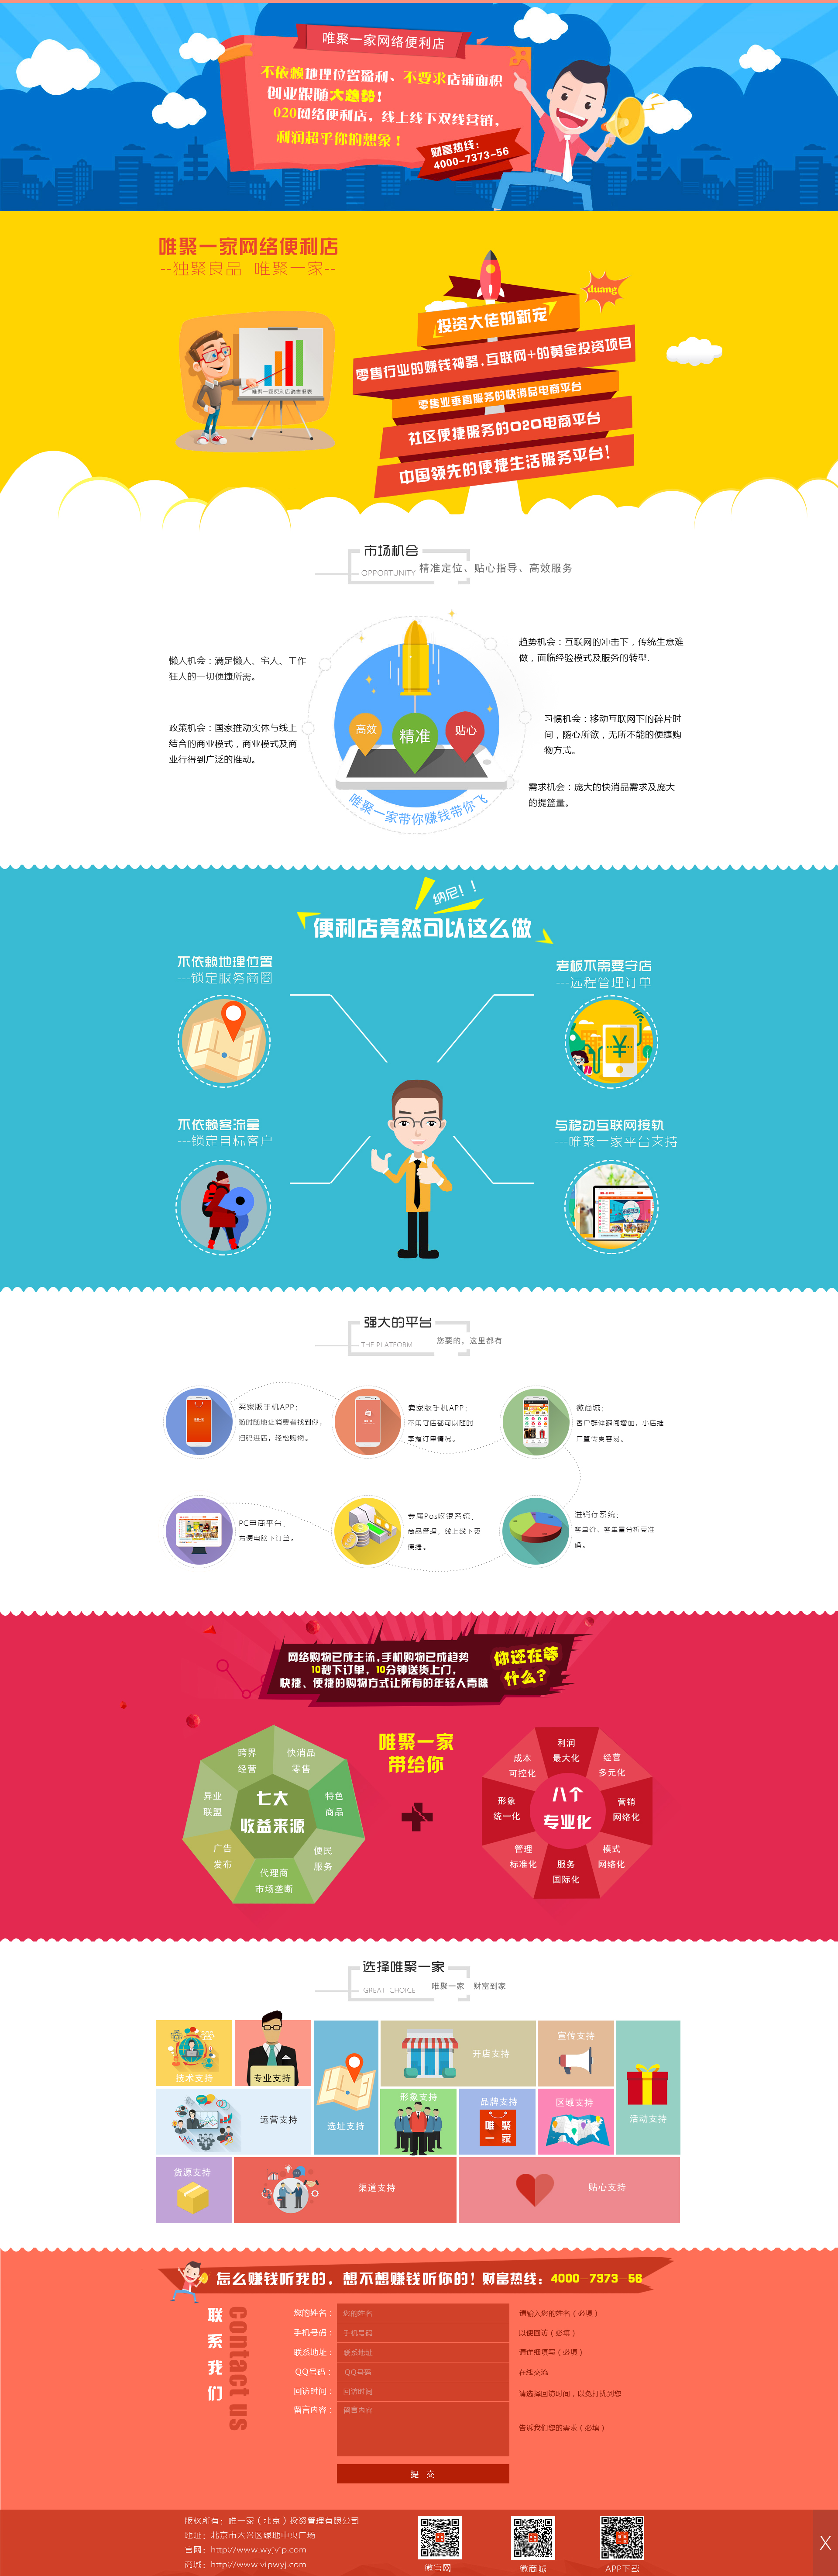 唯聚一家网络便利店
不依赖地理位置盈利、不要求店铺面积
创业跟随大趋势！
O2O网络便利店，线上线下双线营销，
利润超乎你的想象！
财富热线：
4000-7373-56
唯聚一家网络便利店
--独聚良品 唯聚一家--
唯聚一家便利店销售报表
duang
投资大佬的新宠
零售行业的赚钱神器,互联网+的黄金投资项目
零售业垂直服务的快消品电商平台
社区便捷服务的O2O电商平台
中国领先的便捷生活服务平台!
市场机会
OPPORTUNITY
精准定位、贴心指导、高效服务
懒人机会：满足懒人、宅人、工作
狂人的一切便捷所需。
政策机会：国家推动实体与线上
结合的商业模式，商业模式及商
业行得到广泛的推动。
高效
精准
贴心
唯聚一家带你赚钱带你飞
趋势机会：互联网的冲击下，传统生意难
做，面临经验模式及服务的转型.
习惯机会：移动互联网下的碎片时
间，随心所欲，无所不能的便捷购
物方式。
需求机会：庞大的快消品需求及庞大
的提篮量。
纳尼！！
便利店竟然可以这么做
不依赖地理位置
---锁定服务商圈
老板不需要守店
---远程管理订单
不依赖客流量
---锁定目标客户
与移动互联网接轨
---唯聚一家平台支持
强大的平台
THE PLATFORM
您要的，这里都有
买家版手机APP：
随时随地让消费者找到你，
扫码进店，轻松购物。
卖家版手机APP：
不用守店就可以随时
掌握订单情况。
微商城：
客户群体骤减增加、小店推
广宣传更容易。
PC电商平台：
方便电脑下订单。
专属Pos收银系统：
商品管理，线上线下更
便捷。
进销存系统：
客单价、客单量分析更准
确。
网络购物已成主流,手机购物已成趋势
10秒下订单，10分钟送货上门，
快捷、便捷的购物方式让所有的年轻人青睐
你还在等
什么?
唯聚一家
带给你
七大
收益来源
跨界
经营
快消品
零售
特色
商品
便民
服务
代理商
市场垄断
广告
发布
异业
联盟
八个
专业化
利润
最大化
经营
多元化
营销
网络化
模式
网络化
服务
国际化
管理
标准化
形象
统一化
成本
可控化
选择唯聚一家
GREAT CHOICE
唯聚一家 财富到家
技术支持
专业支持
选址支持
开店支持
宣传支持
活动支持
运营支持
形象支持
品牌支持
唯聚
一家
区域支持
货源支持
渠道支持
贴心支持
怎么赚钱听我的，想不想赚钱听你的！财富热线：4000-7373-56
联系我们
contact us
您的姓名： 您的姓名 请输入您的姓名（必填）
手机号码： 手机号码 以便回访（必填）
联系地址： 联系地址 请详细填写（必填）
QQ号码： QQ号码 在线交流
回访时间： 回访时间 请选择回访时间，以免打扰到您
留言内容： 留言内容 告诉我们您的需求（必填）
提 交
版权所有：唯一家（北京）投资管理有限公司
地址：北京市大兴区绿地中央广场
官网：http://www.wyjvip.com
商城：http://www.vipwyj.com
微官网
微商城
APP下载
X